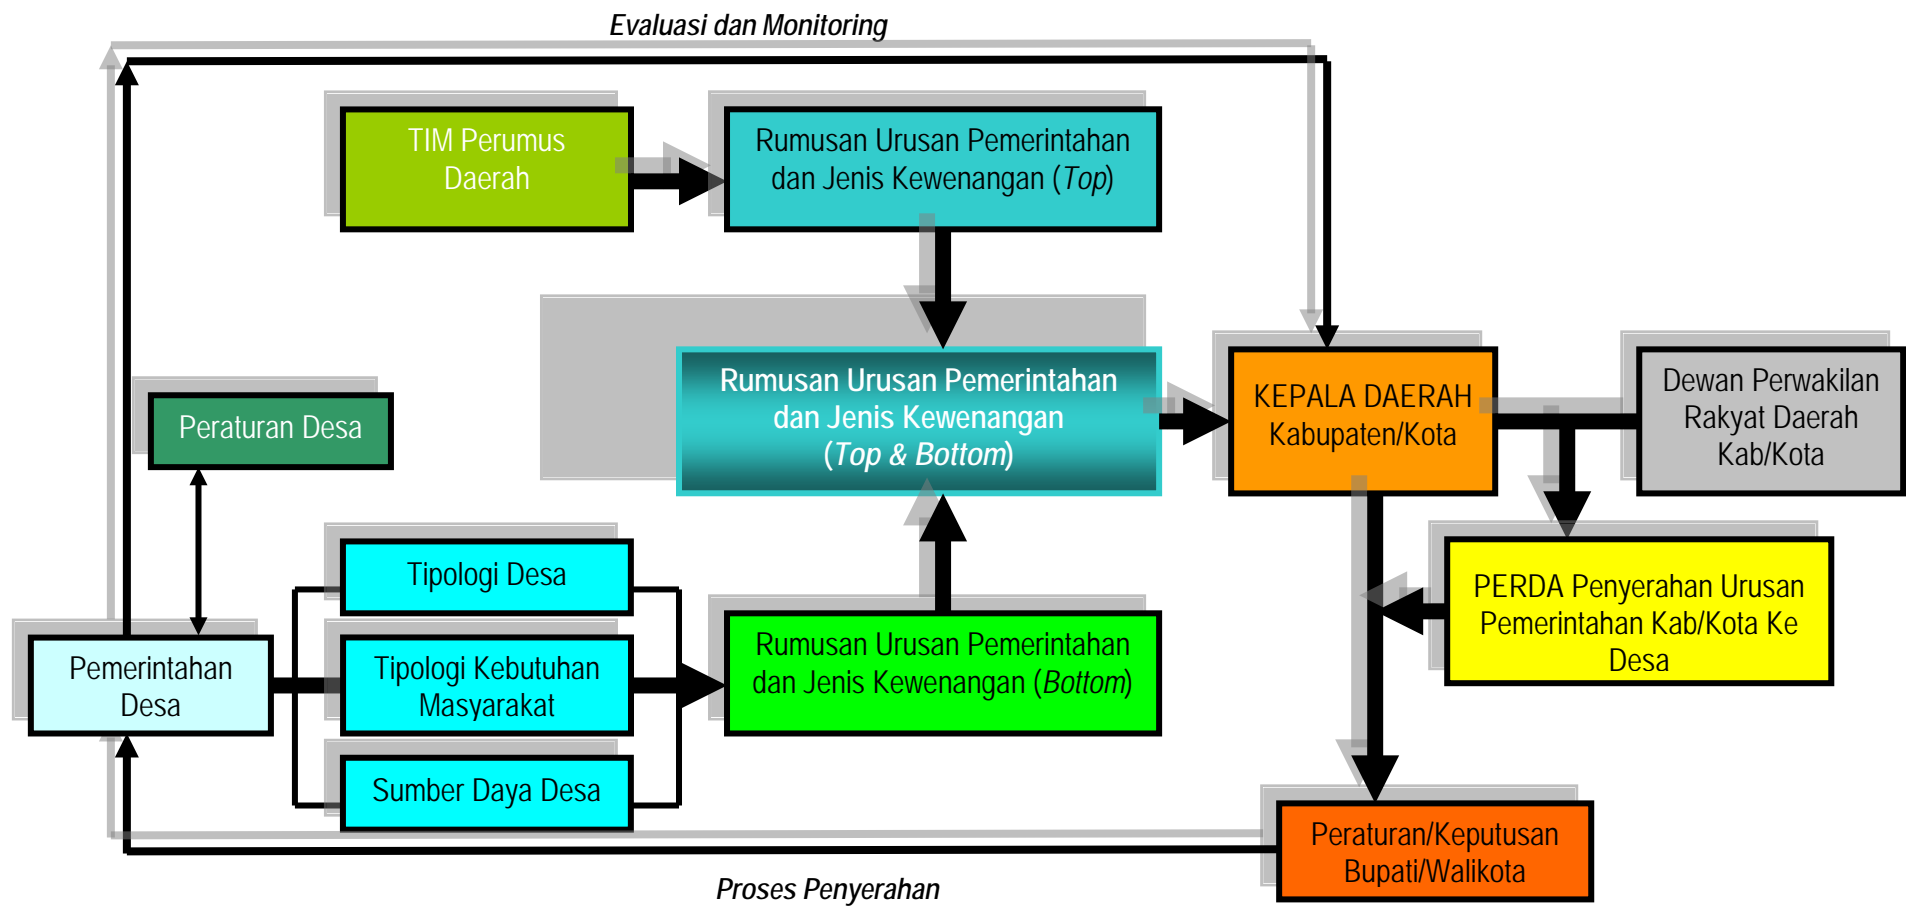 Evaluasi dan Monitoring
TIM Perumus
Daerah
Rumusan Urusan Pemerintahan
dan Jenis Kewenangan (Top)
Rumusan Urusan Pemerintahan
dan Jenis Kewenangan
(Top & Bottom)
KEPALA DAERAH
Kabupaten/Kota
Dewan Perwakilan
Rakyat Daerah
Kab/Kota
Peraturan Desa
Tipologi Desa
PERDA Penyerahan Urusan
Pemerintahan Kab/Kota Ke
Desa
Pemerintahan
Desa
Tipologi Kebutuhan
Masyarakat
Rumusan Urusan Pemerintahan
dan Jenis Kewenangan (Bottom)
Sumber Daya Desa
Peraturan/Keputusan
Bupati/Walikota
Proses Penyerahan